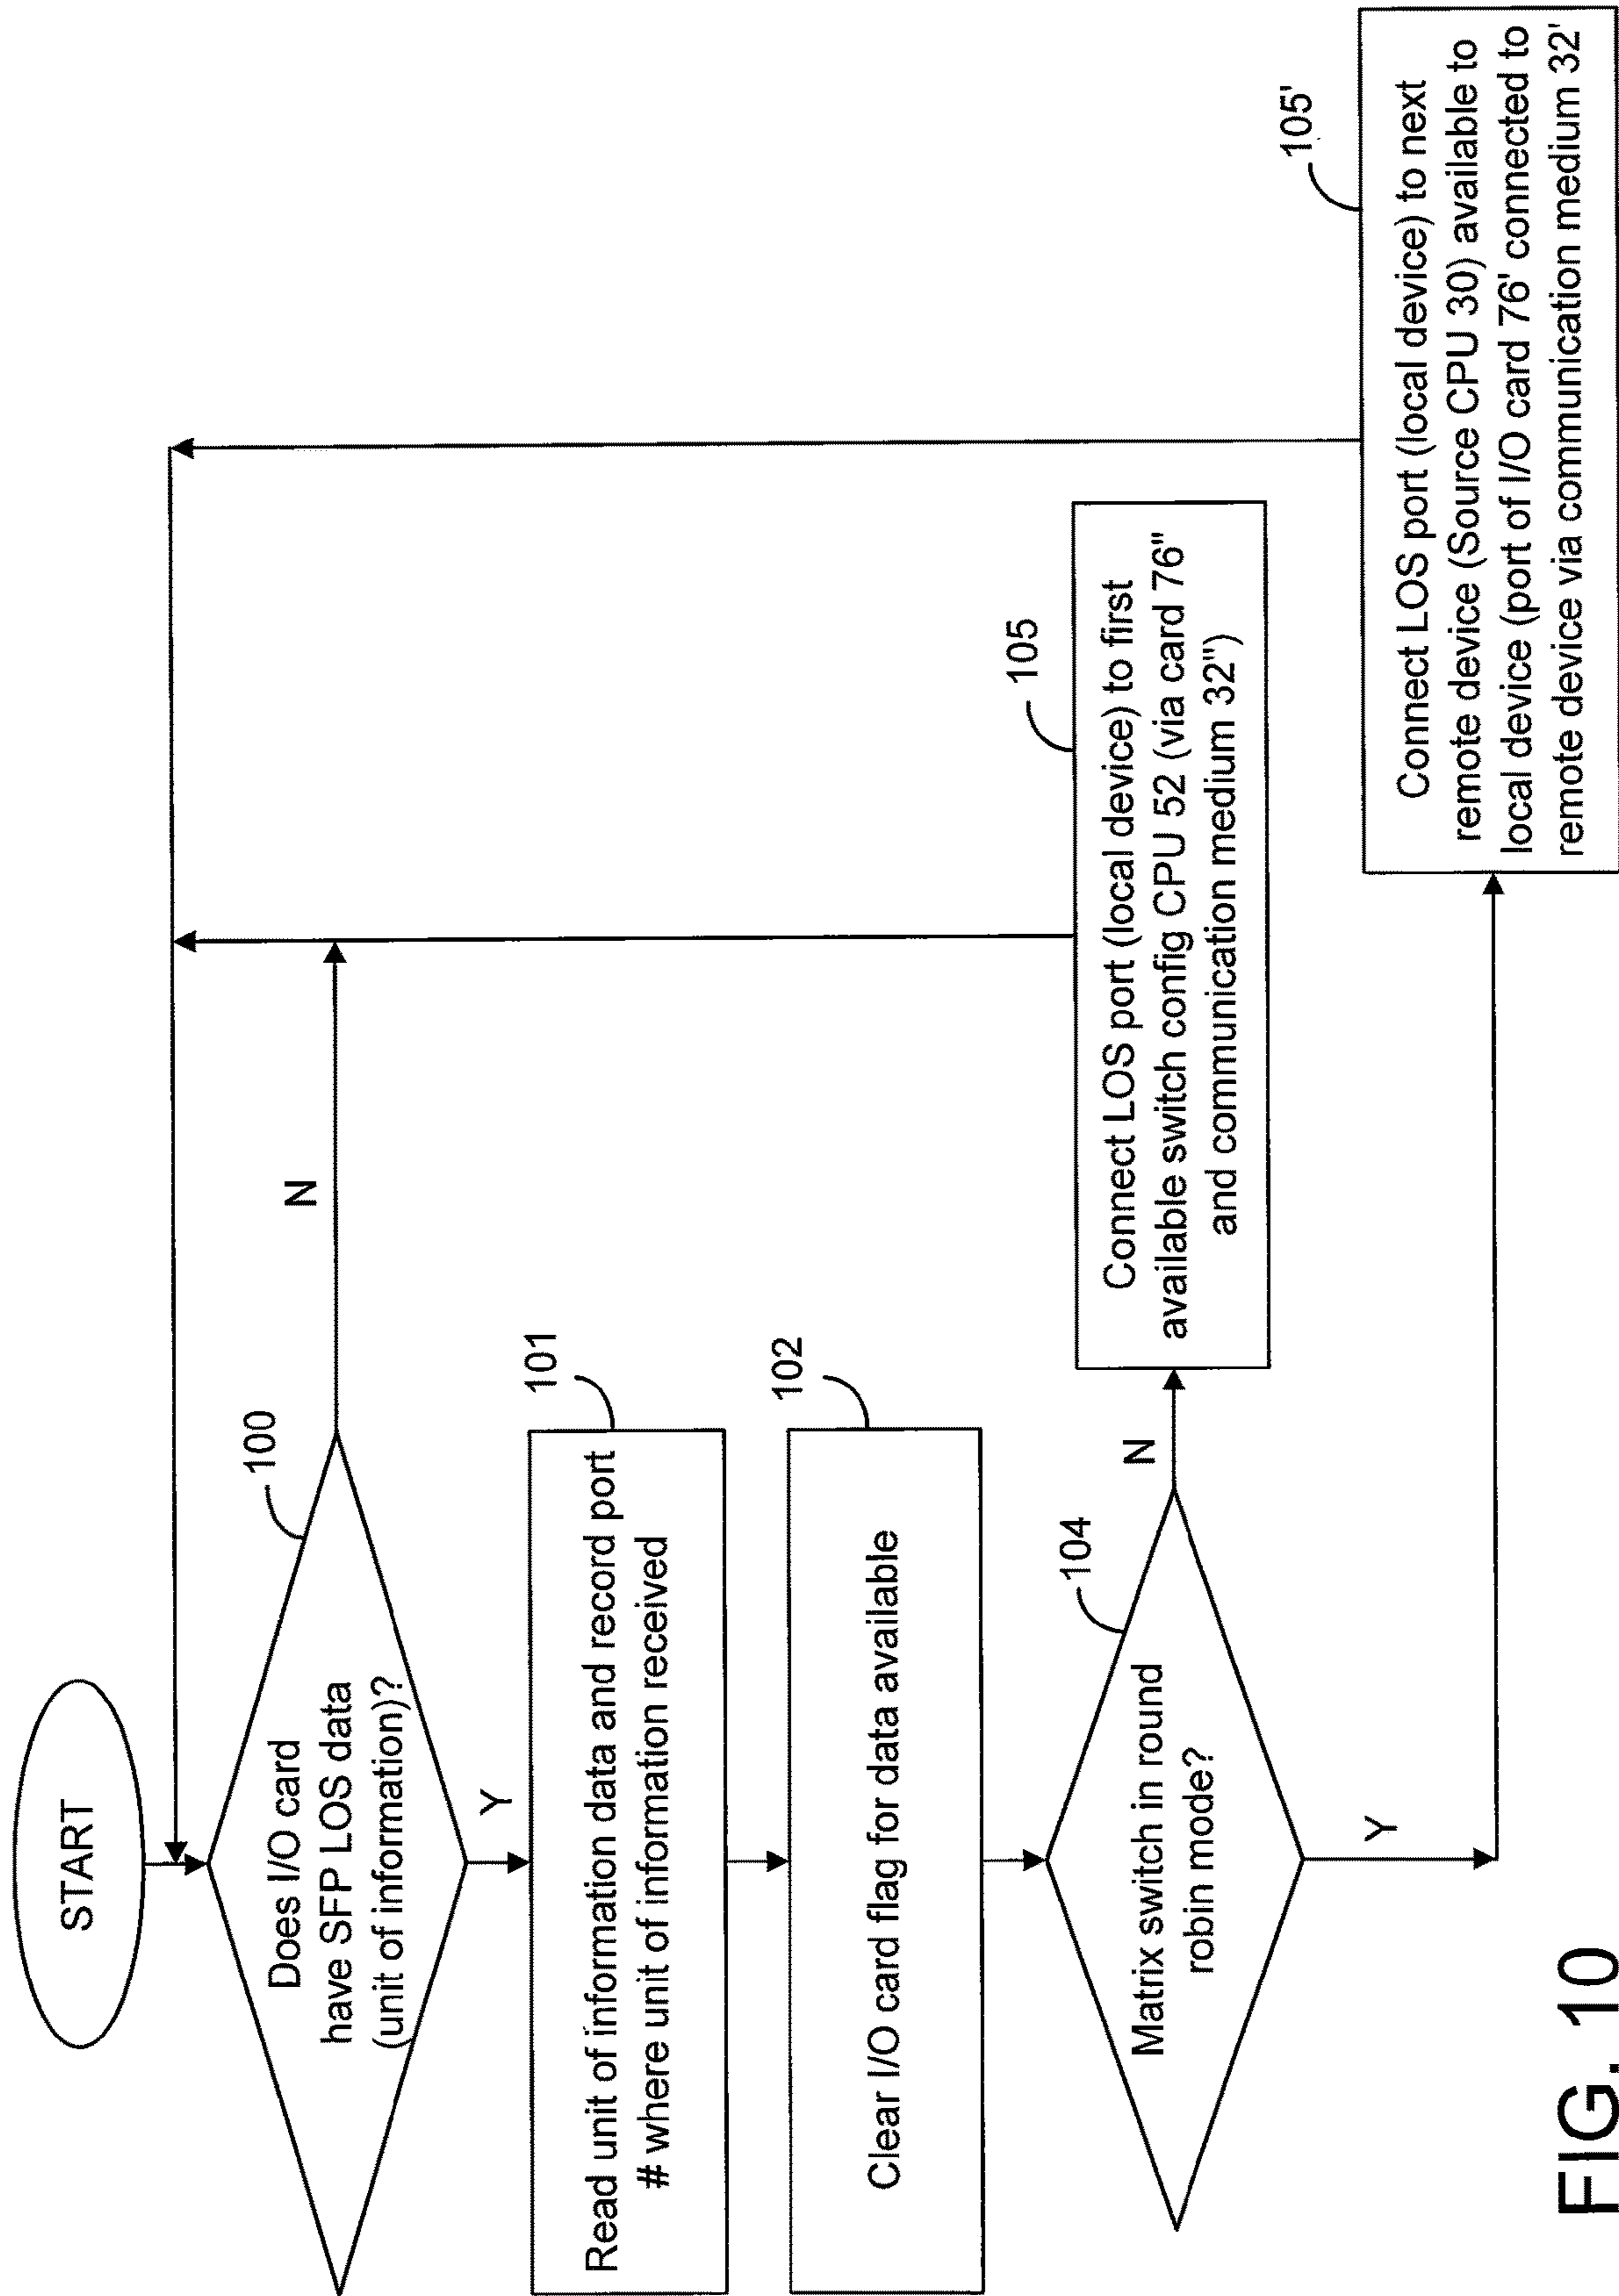 START
100
Does I/O card
have SFP LOS data
(unit of information)?
N
Y
101
Read unit of information data and record port
# where unit of information received
102
Clear I/O card flag for data available
104
Matrix switch in round
robin mode?
N
Y
105
Connect LOS port (local device) to first
available switch config CPU 52 (via card 76"
and communication medium 32")
105'
Connect LOS port (local device) to next
remote device (Source CPU 30) available to
local device (port of I/O card 76' connected to
remote device via communication medium 32'
FIG. 10